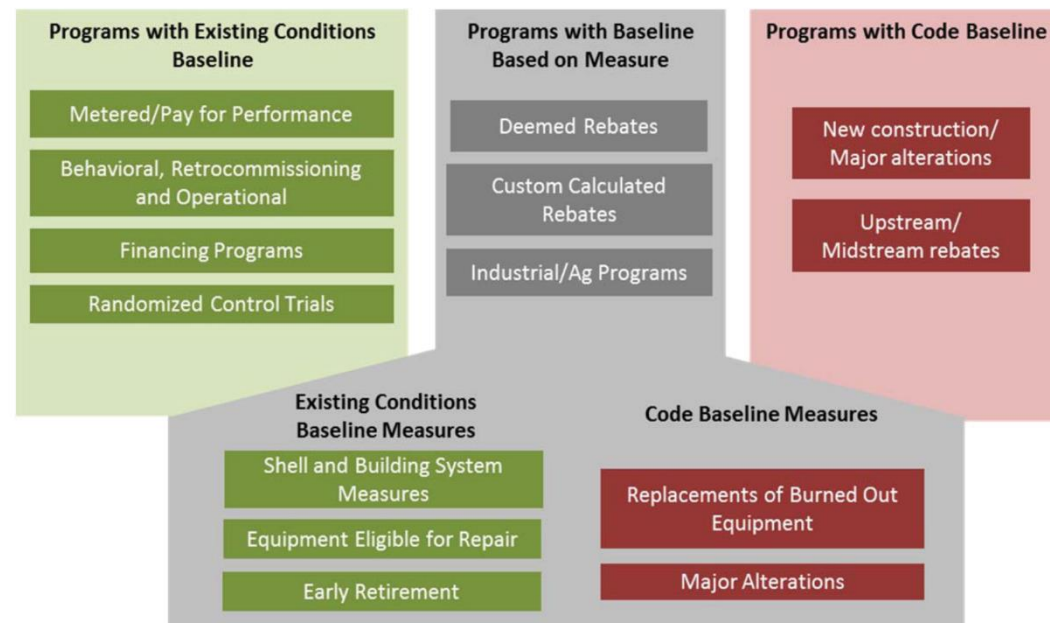 Programs with Existing Conditions
Baseline
Metered/Pay for Performance
Behavioral, Retrocommissioning
and Operational
Financing Programs
Randomized Control Trials
Programs with Baseline
Based on Measure
Deemed Rebates
Custom Calculated
Rebates
Industrial/Ag Programs
Programs with Code Baseline
New construction/
Major alterations
Upstream/
Midstream rebates
Existing Conditions
Baseline Measures
Shell and Building System
Measures
Equipment Eligible for Repair
Early Retirement
Code Baseline Measures
Replacements of Burned Out
Equipment
Major Alterations